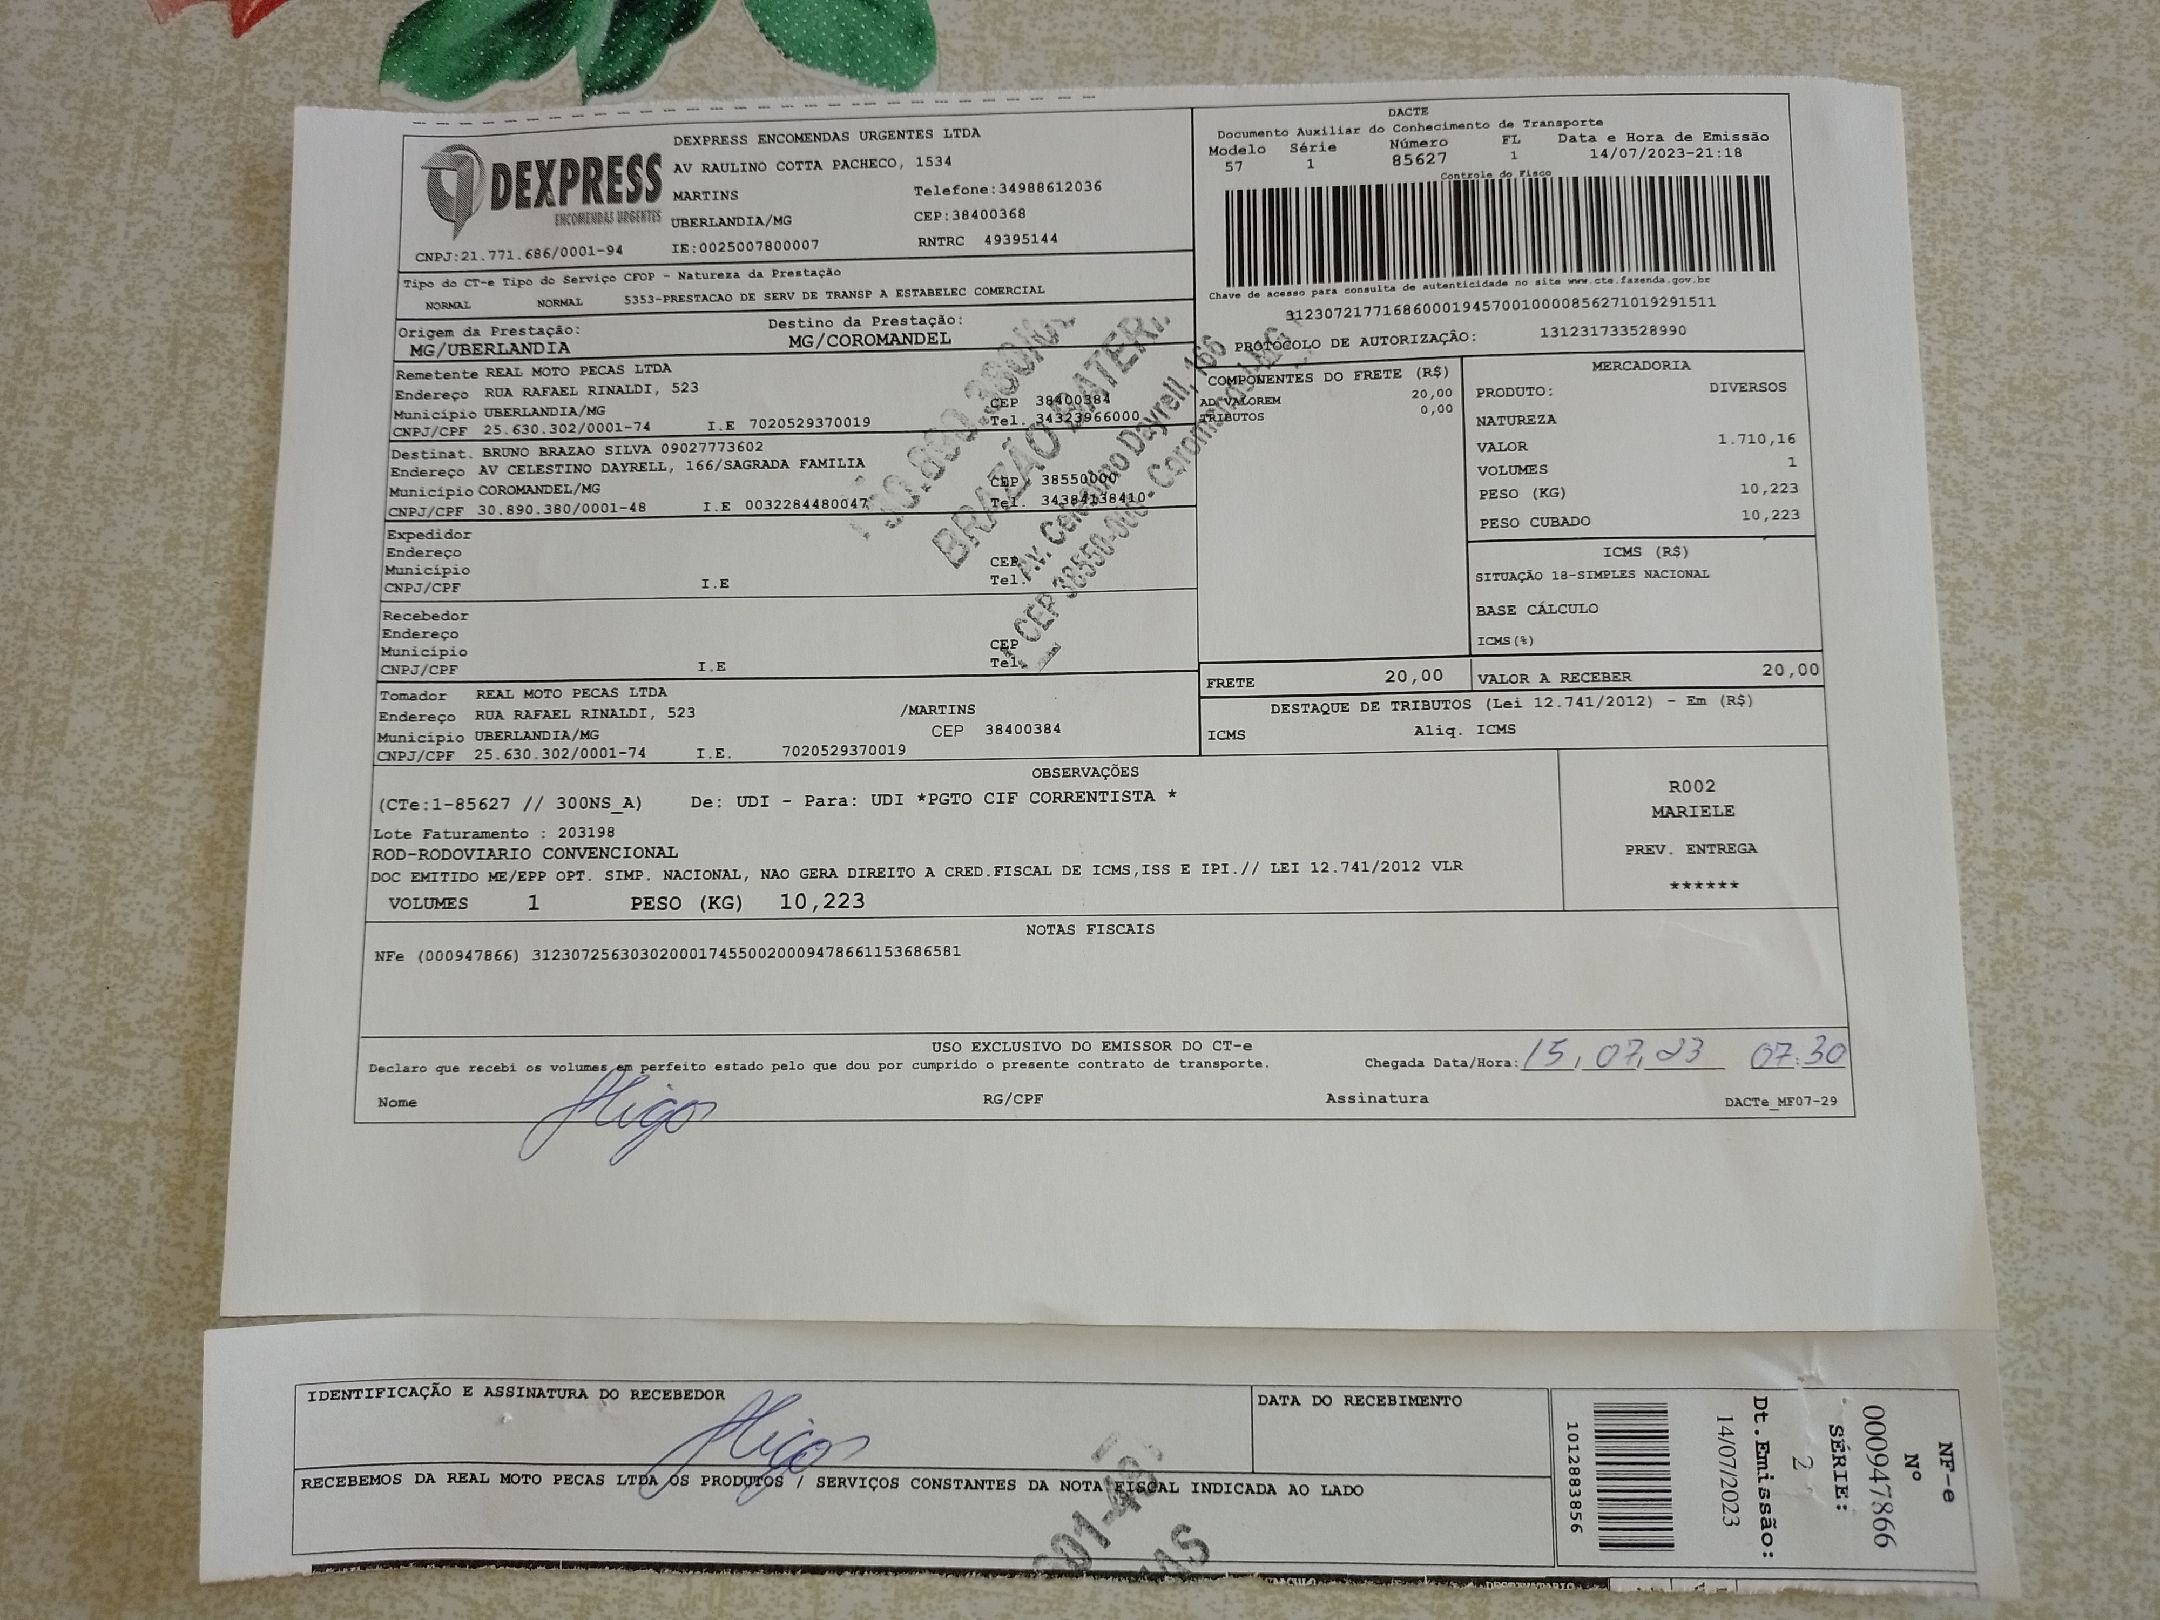 DEXPRESS
ENCOMENDAS URGENTES
CNPJ:21.771.686/0001-94
DEXPRESS ENCOMENDAS URGENTES LTDA
AV RAULINO COTTA PACHECO, 1534
MARTINS Telefone:34988612036
UBERLANDIA/MG CEP:38400368
IE:0025007800007 RNTRC 49395144
DACTE
Documento Auxiliar do Conhecimento de Transporte
Modelo Série Número FL Data e Hora de Emissão
57 1 85627 1 14/07/2023-21:18
Controle do Fisco
Chave de acesso para consulta de autenticidade no site www.cte.fazenda.gov.br
31230721771686000194570010000856271019291511
PROTOCOLO DE AUTORIZAÇÃO: 131231733528990
Tipo do CT-e Tipo do Serviço CFOP - Natureza da Prestação
NORMAL NORMAL 5353-PRESTACAO DE SERV DE TRANSP A ESTABELEC COMERCIAL
Origem da Prestação: Destino da Prestação:
MG/UBERLANDIA MG/COROMANDEL
Remetente REAL MOTO PECAS LTDA
Endereço RUA RAFAEL RINALDI, 523
Município UBERLANDIA/MG CEP 38400384
CNPJ/CPF 25.630.302/0001-74 I.E 7020529370019 Tel. 34323966000
Destinat. BRUNO BRAZAO SILVA 09027773602
Endereço AV CELESTINO DAYRELL, 166/SAGRADA FAMILIA
Município COROMANDEL/MG CEP 38550000
CNPJ/CPF 30.890.380/0001-48 I.E 0032284480047 Tel. 34384138410
Expedidor
Endereço
Município CEP
CNPJ/CPF I.E Tel.
Recebedor
Endereço
Município CEP
CNPJ/CPF I.E Tel.
Tomador REAL MOTO PECAS LTDA
Endereço RUA RAFAEL RINALDI, 523 /MARTINS
Município UBERLANDIA/MG CEP 38400384
CNPJ/CPF 25.630.302/0001-74 I.E. 7020529370019
BRAZÃO
Av. Celestino Dayrell, 166
CEP 38550-000 - Coromandel-MG
COMPONENTES DO FRETE (R$)
AD VALOREM 20,00
TRIBUTOS 0,00
MERCADORIA
PRODUTO: DIVERSOS
NATUREZA
VALOR 1.710,16
VOLUMES 1
PESO (KG) 10,223
PESO CUBADO 10,223
ICMS (R$)
SITUAÇÃO 18-SIMPLES NACIONAL
BASE CÁLCULO
ICMS(%)
FRETE 20,00 VALOR A RECEBER 20,00
DESTAQUE DE TRIBUTOS (Lei 12.741/2012) - Em (R$)
ICMS Aliq. ICMS
OBSERVAÇÕES
(CTe:1-85627 // 300NS_A) De: UDI - Para: UDI *PGTO CIF CORRENTISTA *
Lote Faturamento : 203198
ROD-RODOVIARIO CONVENCIONAL
DOC EMITIDO ME/EPP OPT. SIMP. NACIONAL, NAO GERA DIREITO A CRED.FISCAL DE ICMS,ISS E IPI.// LEI 12.741/2012 VLR
VOLUMES 1 PESO (KG) 10,223
R002
MARIELE
PREV. ENTREGA
******
NOTAS FISCAIS
NFe (000947866) 31230725630302000174550020009478661153686581
USO EXCLUSIVO DO EMISSOR DO CT-e
Declaro que recebi os volumes em perfeito estado pelo que dou por cumprido o presente contrato de transporte. Chegada Data/Hora: 15,07,23 07:30
Nome RG/CPF Assinatura DACTe_MF07-29
IDENTIFICAÇÃO E ASSINATURA DO RECEBEDOR
DATA DO RECEBIMENTO
RECEBEMOS DA REAL MOTO PECAS LTDA OS PRODUTOS / SERVIÇOS CONSTANTES DA NOTA FISCAL INDICADA AO LADO
NF-e
Nº
000947866
SÉRIE:
2
Dt.Emissão:
14/07/2023
1012883856